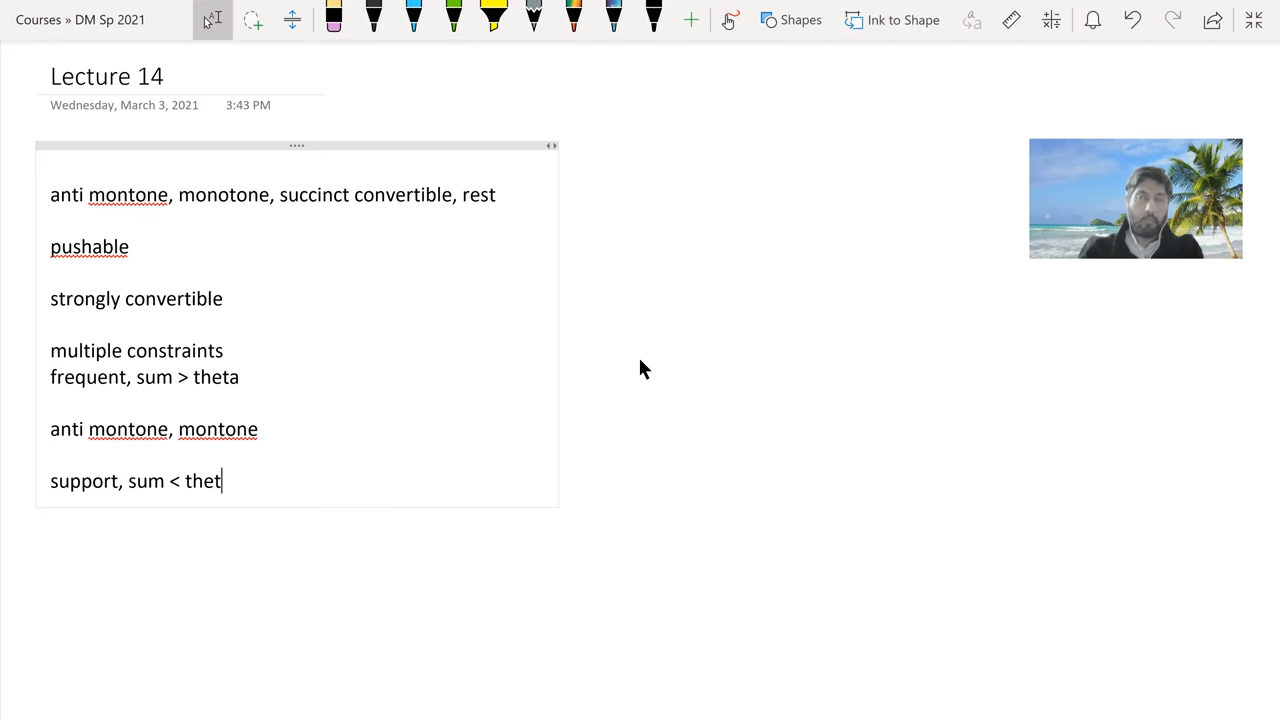 Courses » DM Sp 2021
Shapes
Ink to Shape
Lecture 14
Wednesday, March 3, 2021 3:43 PM
anti montone, monotone, succinct convertible, rest
pushable
strongly convertible
multiple constraints
frequent, sum > theta
anti montone, montone
support, sum < thet